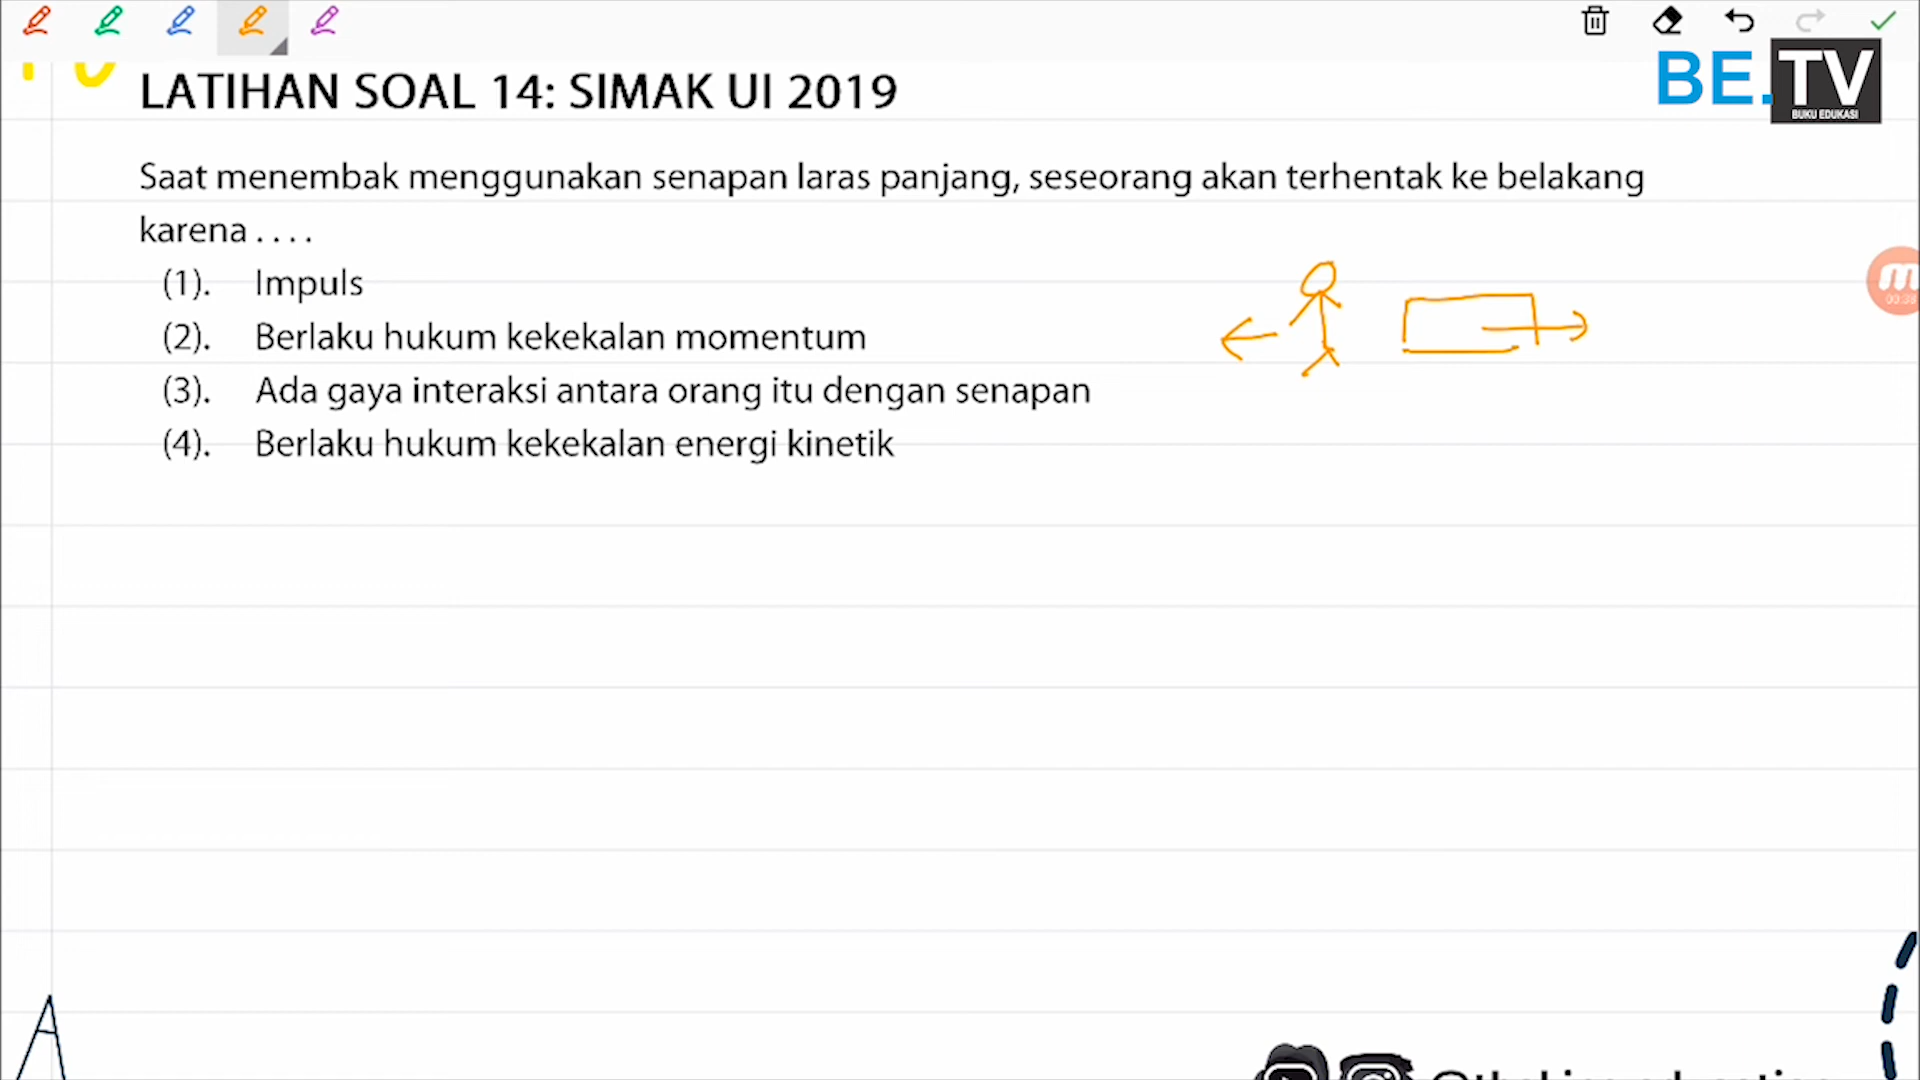 BE.TV
BUKU EDUKASI
LATIHAN SOAL 14: SIMAK UI 2019
Saat menembak menggunakan senapan laras panjang, seseorang akan terhentak ke belakang
karena . . . .
(1). Impuls
(2). Berlaku hukum kekekalan momentum
(3). Ada gaya interaksi antara orang itu dengan senapan
(4). Berlaku hukum kekekalan energi kinetik
A